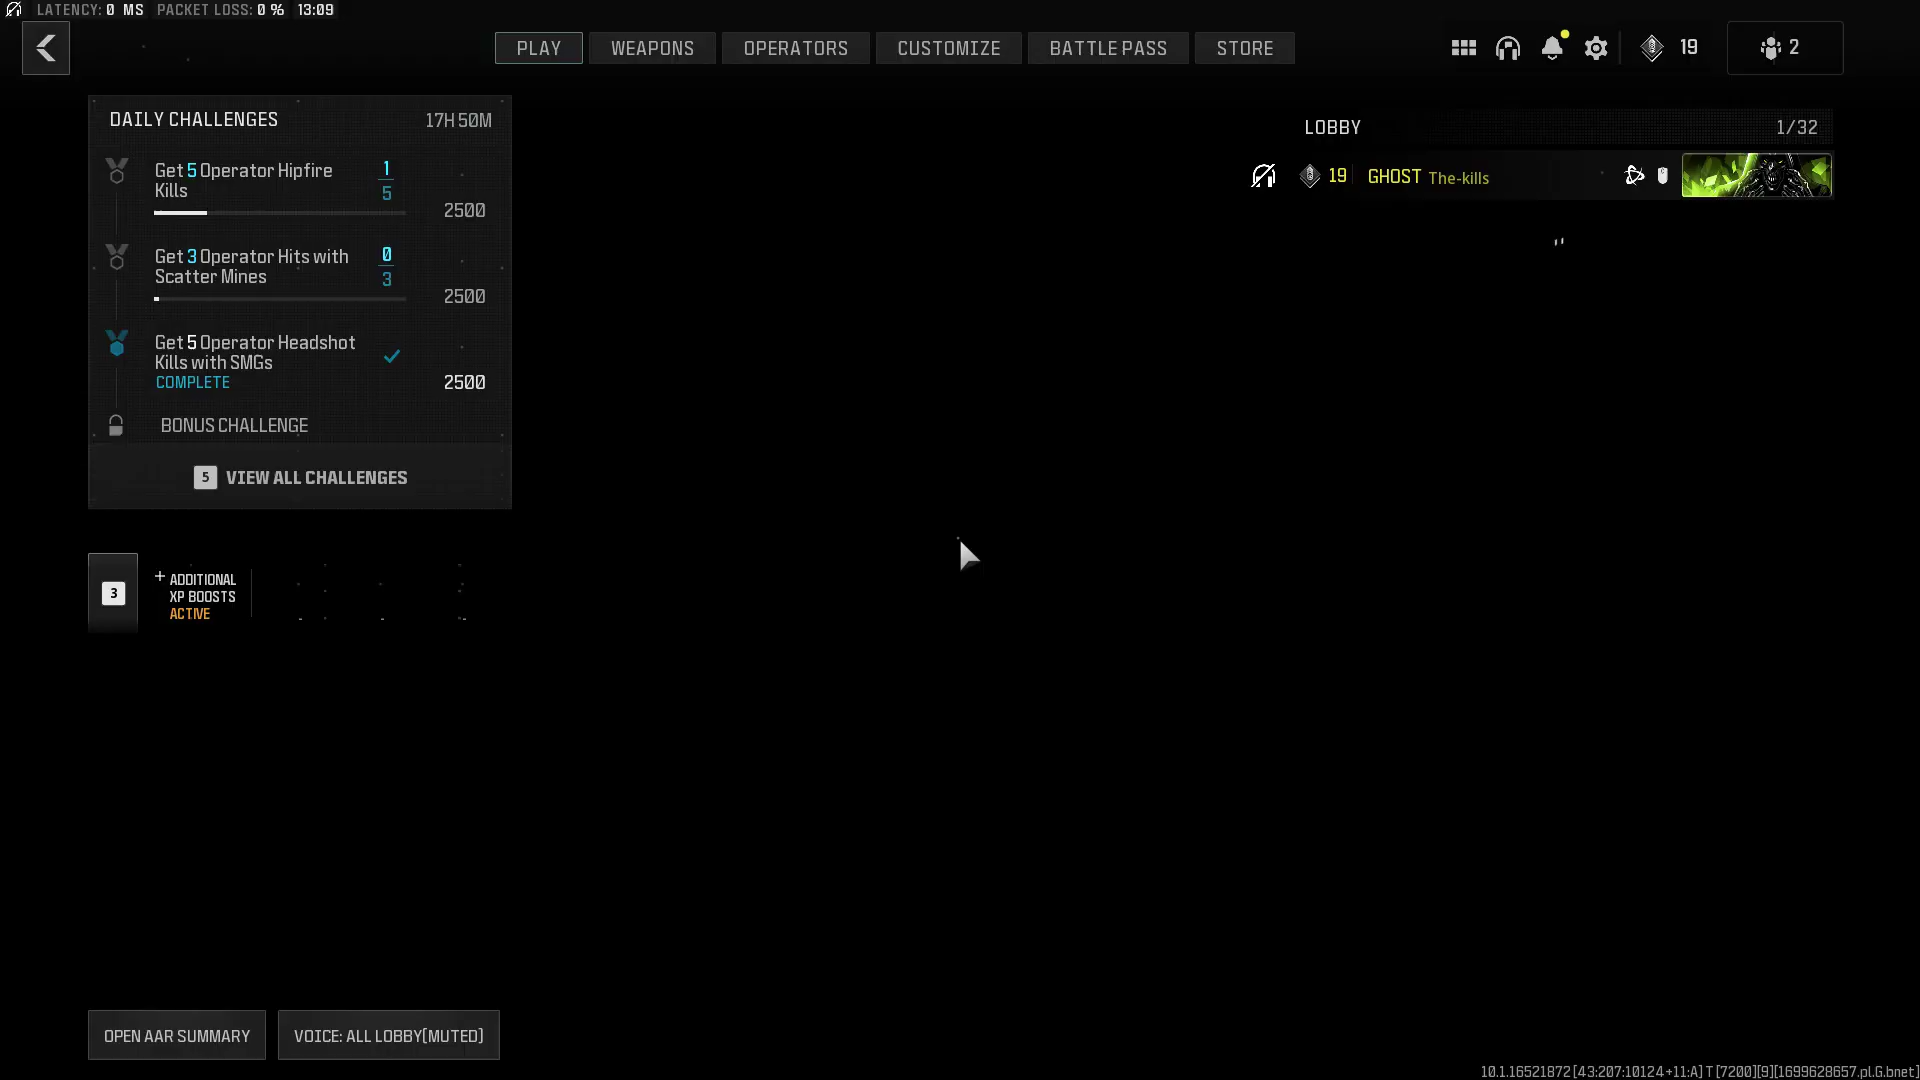 LATENCY: 0 MS PACKET LOSS: 0 % 13:09
PLAY WEAPONS OPERATORS CUSTOMIZE BATTLE PASS STORE 19 2
DAILY CHALLENGES 17H 50M
Get 5 Operator Hipfire Kills
1
5
2500
Get 3 Operator Hits with Scatter Mines
0
3
2500
Get 5 Operator Headshot Kills with SMGs
COMPLETE
2500
BONUS CHALLENGE
5 VIEW ALL CHALLENGES
LOBBY 1/32
19 GHOST The-kills
3
+ ADDITIONAL
XP BOOSTS
ACTIVE
OPEN AAR SUMMARY VOICE: ALL LOBBY[MUTED]
10.1.16521872 [43:207:10124+11:A] T [7200][9][1699628657.pl.G.bnet]